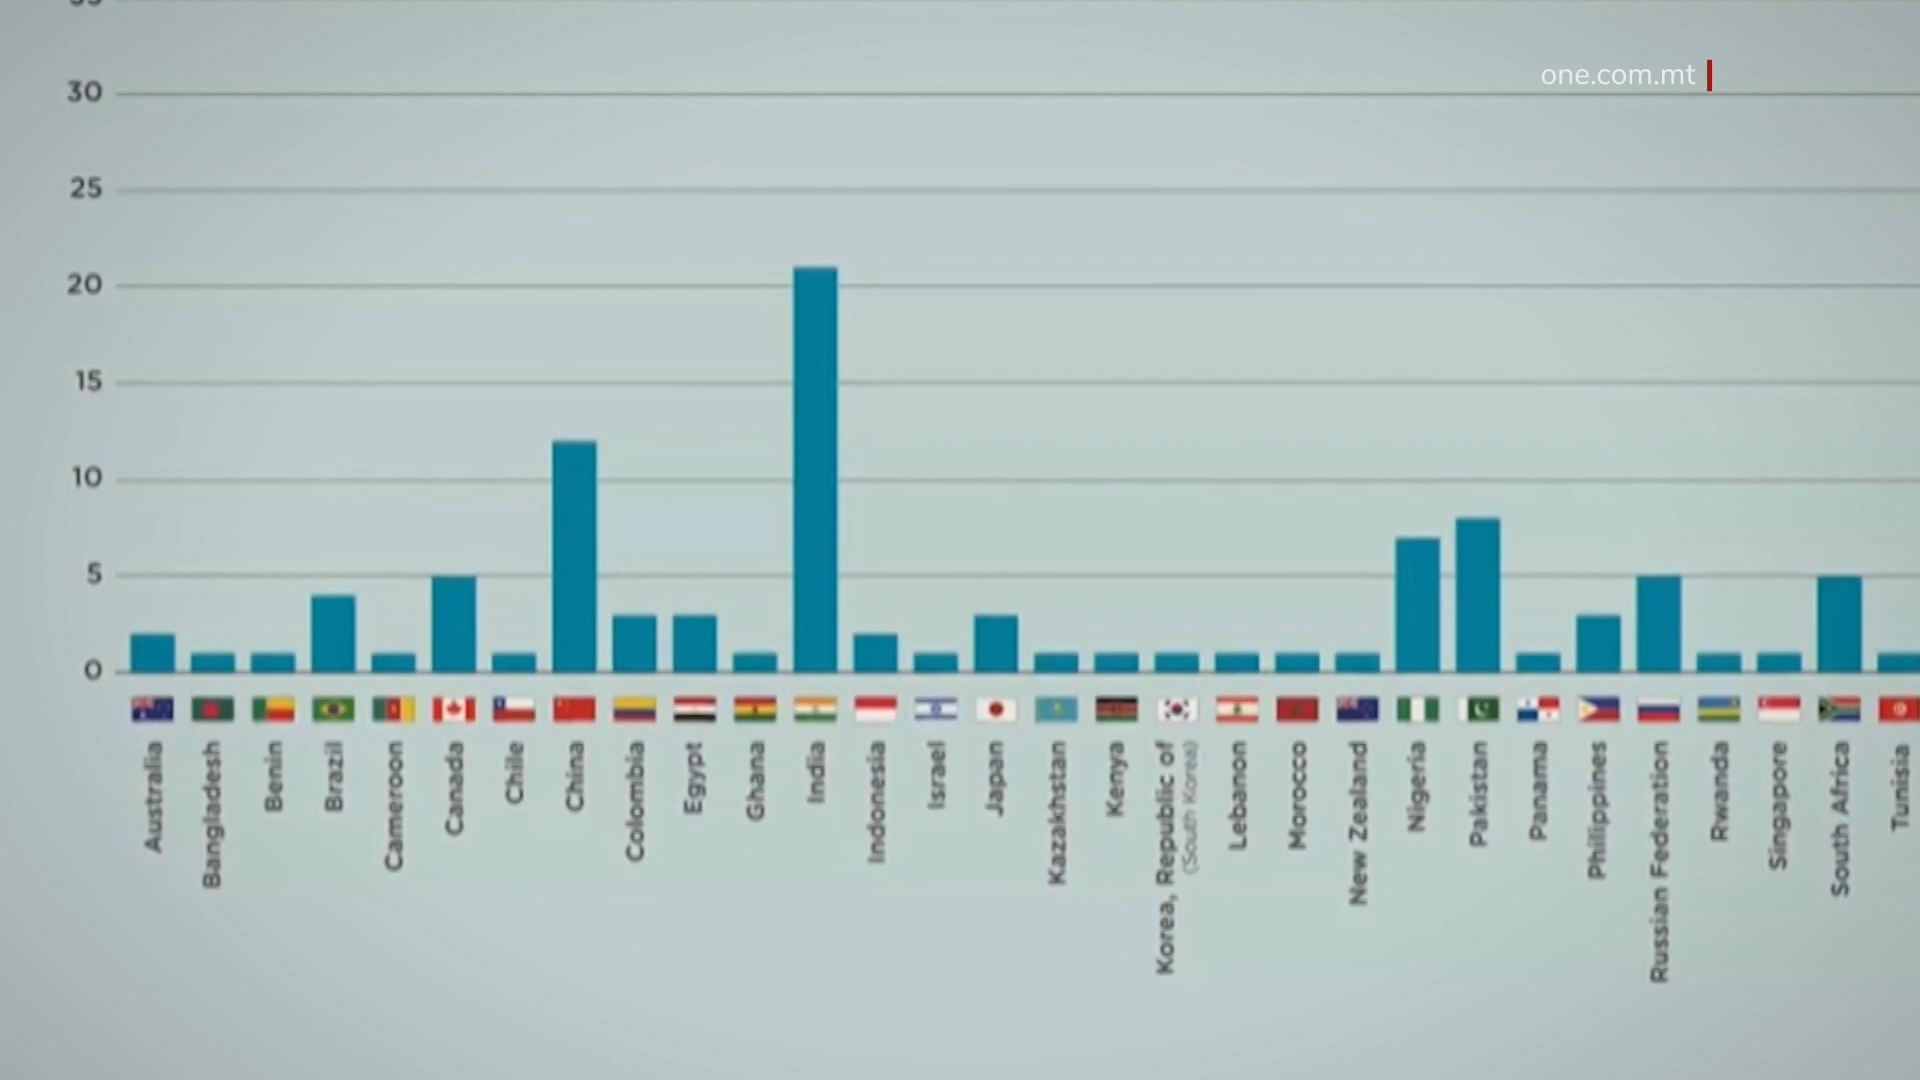 35
one.com.mt
30
25
20
15
10
5
0
Australia
Bangladesh
Benin
Brazil
Cameroon
Canada
Chile
China
Colombia
Egypt
Ghana
India
Indonesia
Israel
Japan
Kazakhstan
Kenya
Korea, Republic of
(South Korea)
Lebanon
Morocco
New Zealand
Nigeria
Pakistan
Panama
Philippines
Russian Federation
Rwanda
Singapore
South Africa
Tunisia